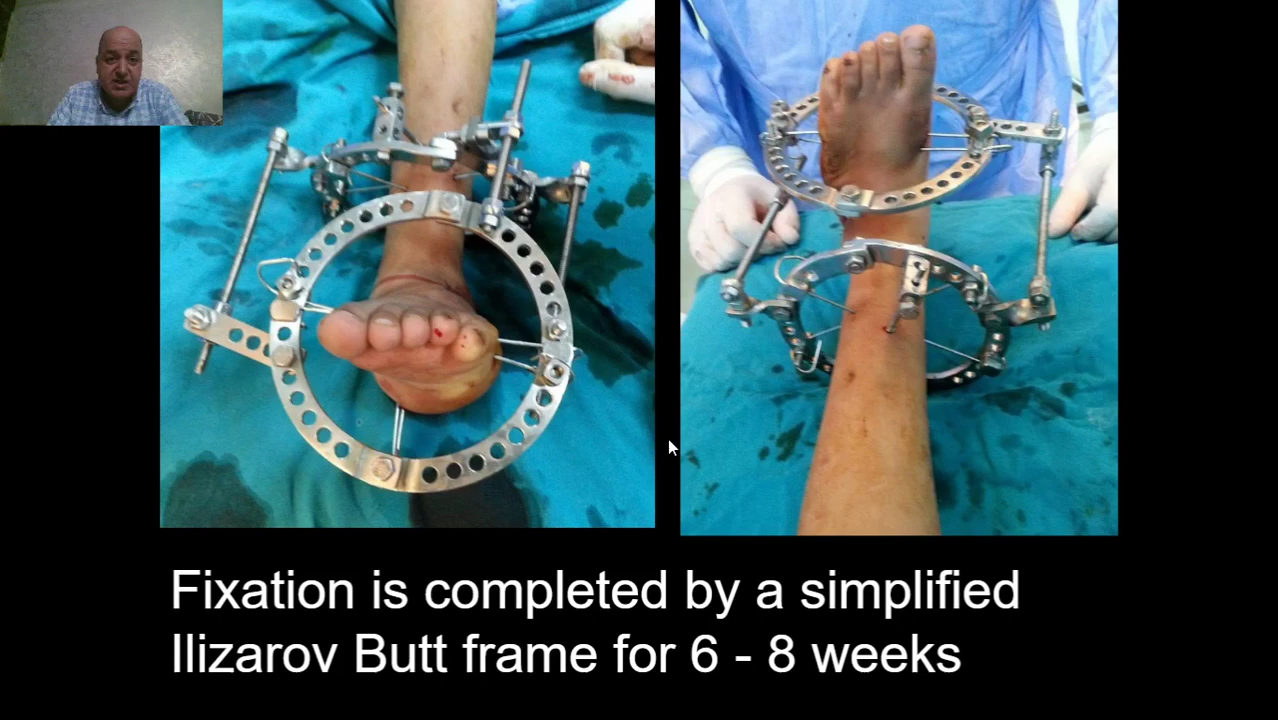 Fixation is completed by a simplified
Ilizarov Butt frame for 6 - 8 weeks